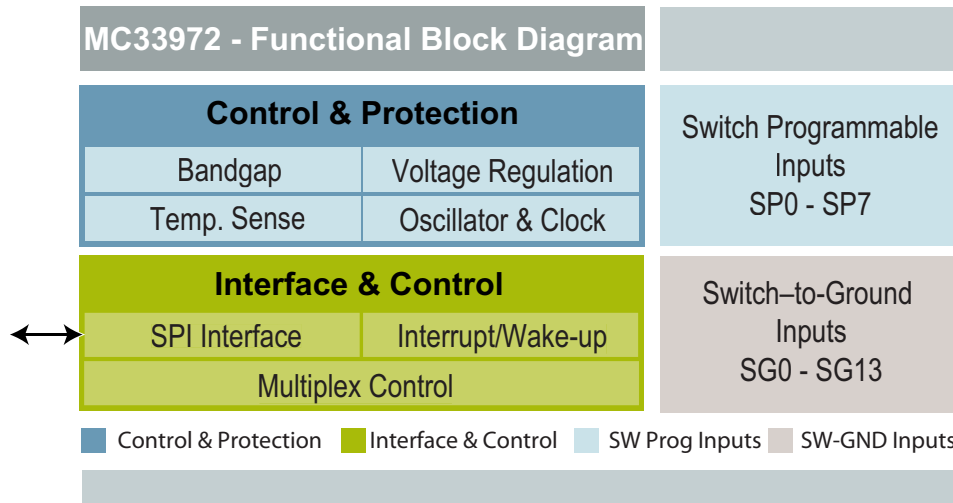 MC33972 - Functional Block Diagram
Control & Protection
Bandgap
Voltage Regulation
Temp. Sense
Oscillator & Clock
Switch Programmable
Inputs
SP0 - SP7
Interface & Control
SPI Interface
Interrupt/Wake-up
Multiplex Control
Switch–to-Ground
Inputs
SG0 - SG13
Control & Protection
Interface & Control
SW Prog Inputs
SW-GND Inputs